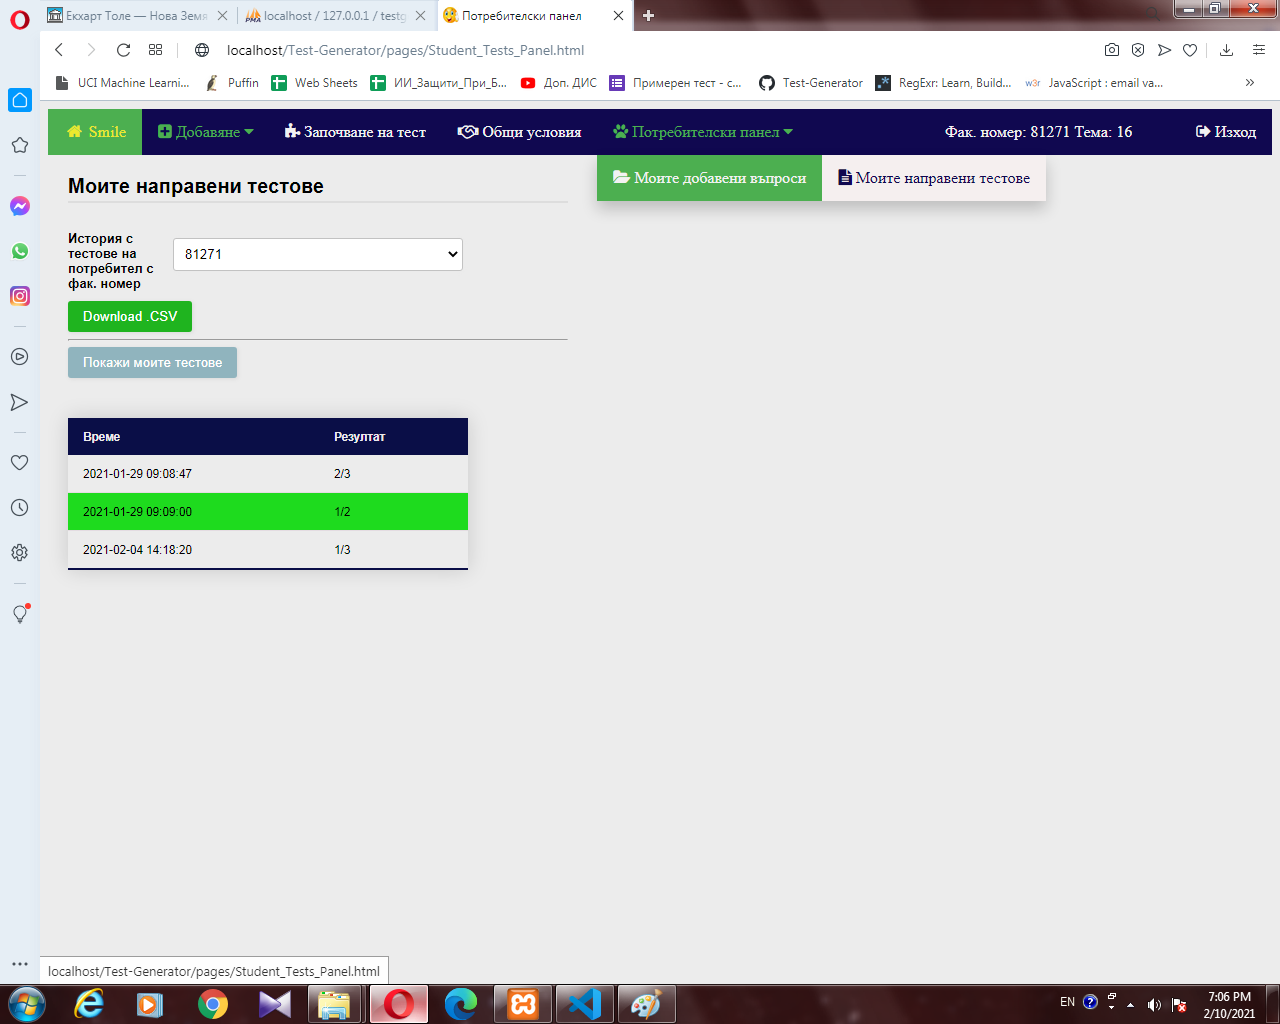 Екхарт Толе — Нова Земя
localhost / 127.0.0.1 / testg
Потребителски панел
localhost/Test-Generator/pages/Student_Tests_Panel.html
UCI Machine Learni...
Puffin
Web Sheets
ИИ_Защити_При_Б...
Доп. ДИС
Примерен тест - с...
Test-Generator
RegExr: Learn, Build...
w3r JavaScript : email va...
Smile
Добавяне
Започване на тест
Общи условия
Потребителски панел
Фак. номер: 81271 Тема: 16
Изход
Моите добавени въпроси
Моите направени тестове
Моите направени тестове
История с
тестове на
потребител с
фак. номер
81271
Download .CSV
Покажи моите тестове
Време Резултат
2021-01-29 09:08:47 2/3
2021-01-29 09:09:00 1/2
2021-02-04 14:18:20 1/3
localhost/Test-Generator/pages/Student_Tests_Panel.html
EN
7:06 PM
2/10/2021